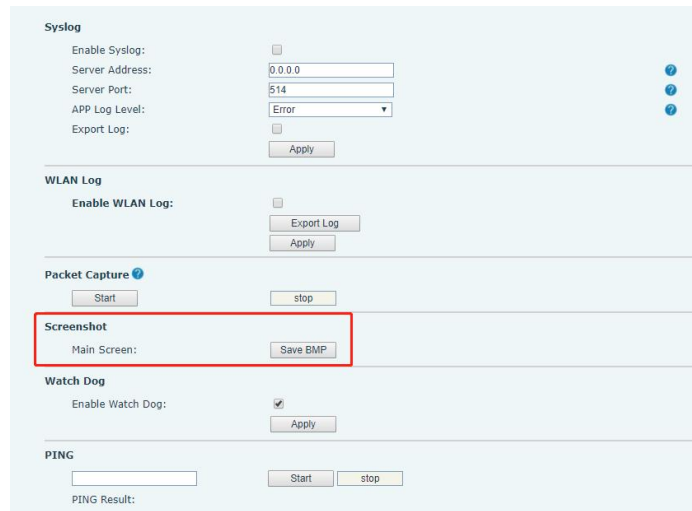 Syslog
Enable Syslog:
Server Address: 0.0.0.0
Server Port: 514
APP Log Level: Error
Export Log:
Apply
WLAN Log
Enable WLAN Log:
Export Log
Apply
Packet Capture ?
Start stop
Screenshot
Main Screen: Save BMP
Watch Dog
Enable Watch Dog:
Apply
PING
Start stop
PING Result: